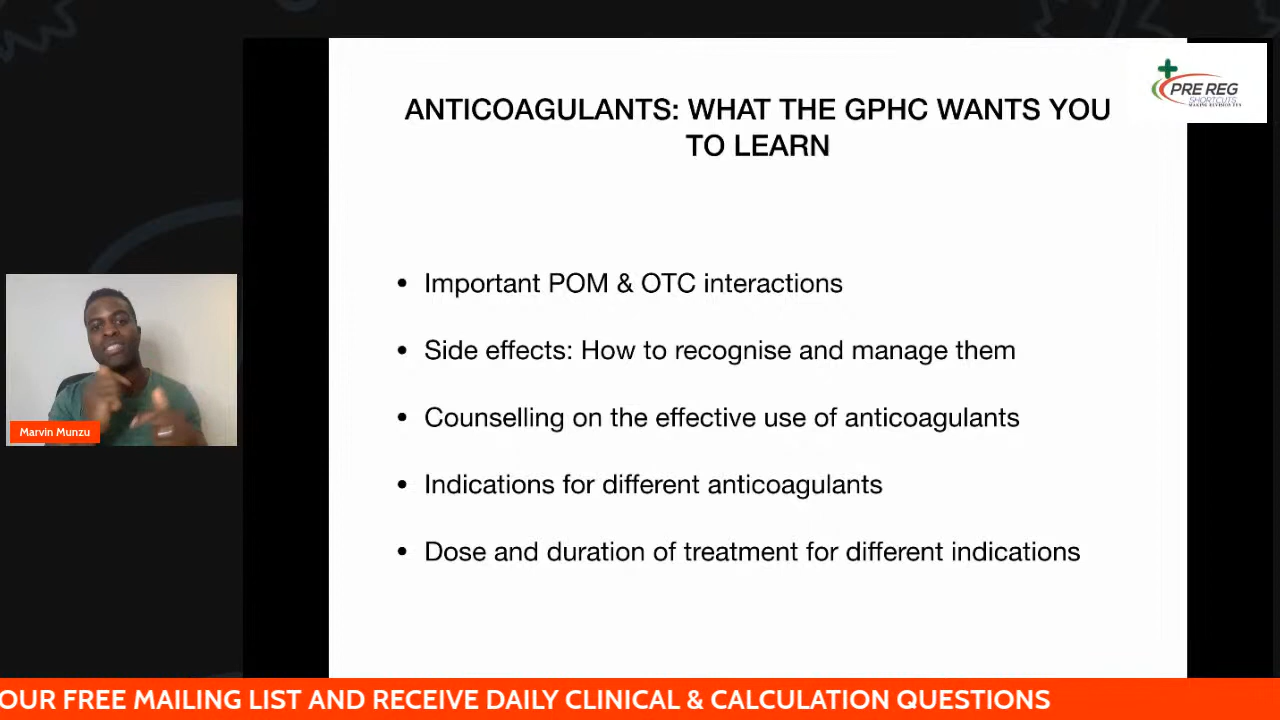 ANTICOAGULANTS: WHAT THE GPHC WANTS YOU
TO LEARN
PRE REG
SHORTCUTS
• Important POM & OTC interactions
• Side effects: How to recognise and manage them
• Counselling on the effective use of anticoagulants
• Indications for different anticoagulants
• Dose and duration of treatment for different indications
Marvin Munzu
OUR FREE MAILING LIST AND RECEIVE DAILY CLINICAL & CALCULATION QUESTIONS